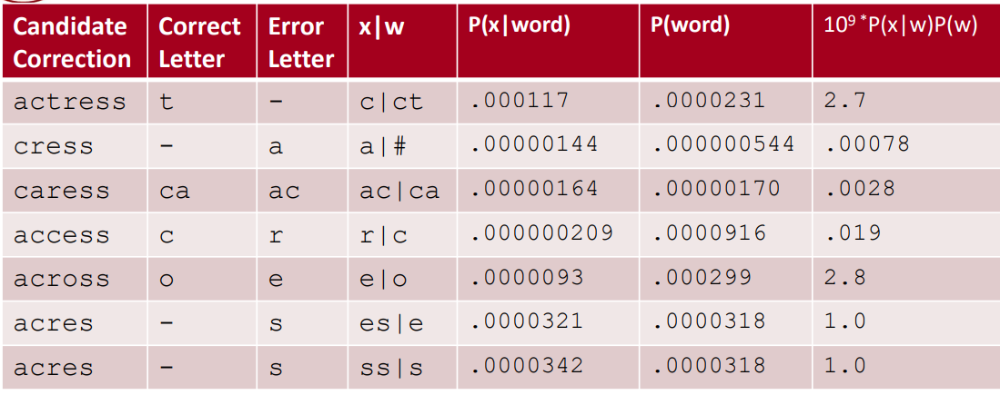 Candidate Correction Correct Letter Error Letter x|w P(x|word) P(word) 10⁹ *P(x|w)P(w)
actress t - c|ct .000117 .0000231 2.7
cress - a a|# .00000144 .000000544 .00078
caress ca ac ac|ca .00000164 .00000170 .0028
access c r r|c .000000209 .0000916 .019
across o e e|o .0000093 .000299 2.8
acres - s es|e .0000321 .0000318 1.0
acres - s ss|s .0000342 .0000318 1.0